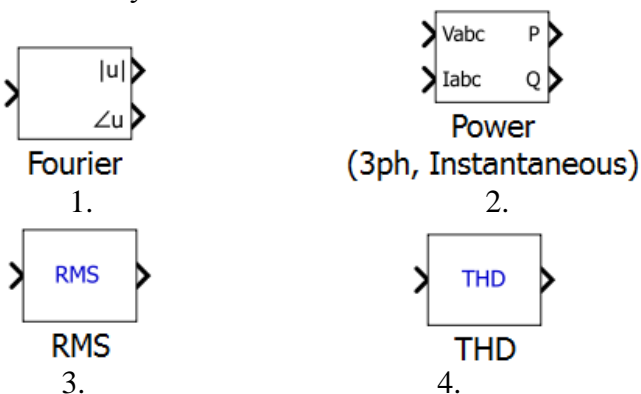 |u|
∠u
Fourier
1.
Vabc P
Iabc Q
Power
(3ph, Instantaneous)
2.
RMS
RMS
3.
THD
THD
4.